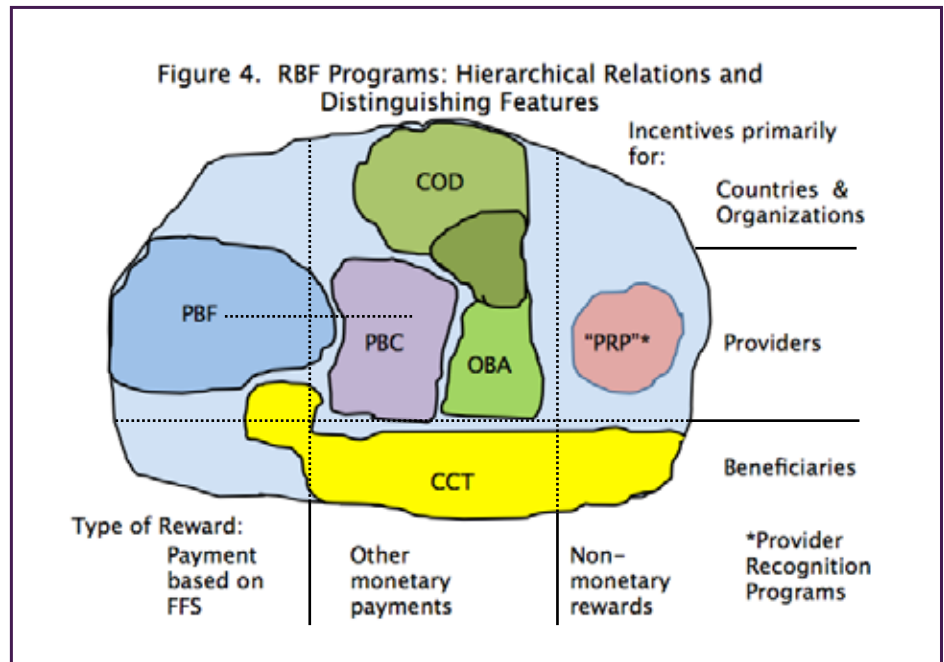 Figure 4. RBF Programs: Hierarchical Relations and
Distinguishing Features
Incentives primarily
for:
COD
Countries &
Organizations
PBF
PBC
OBA
"PRP"*
Providers
CCT
Beneficiaries
Type of Reward:
Payment
based on
FFS
Other
monetary
payments
Non-
monetary
rewards
*Provider
Recognition
Programs